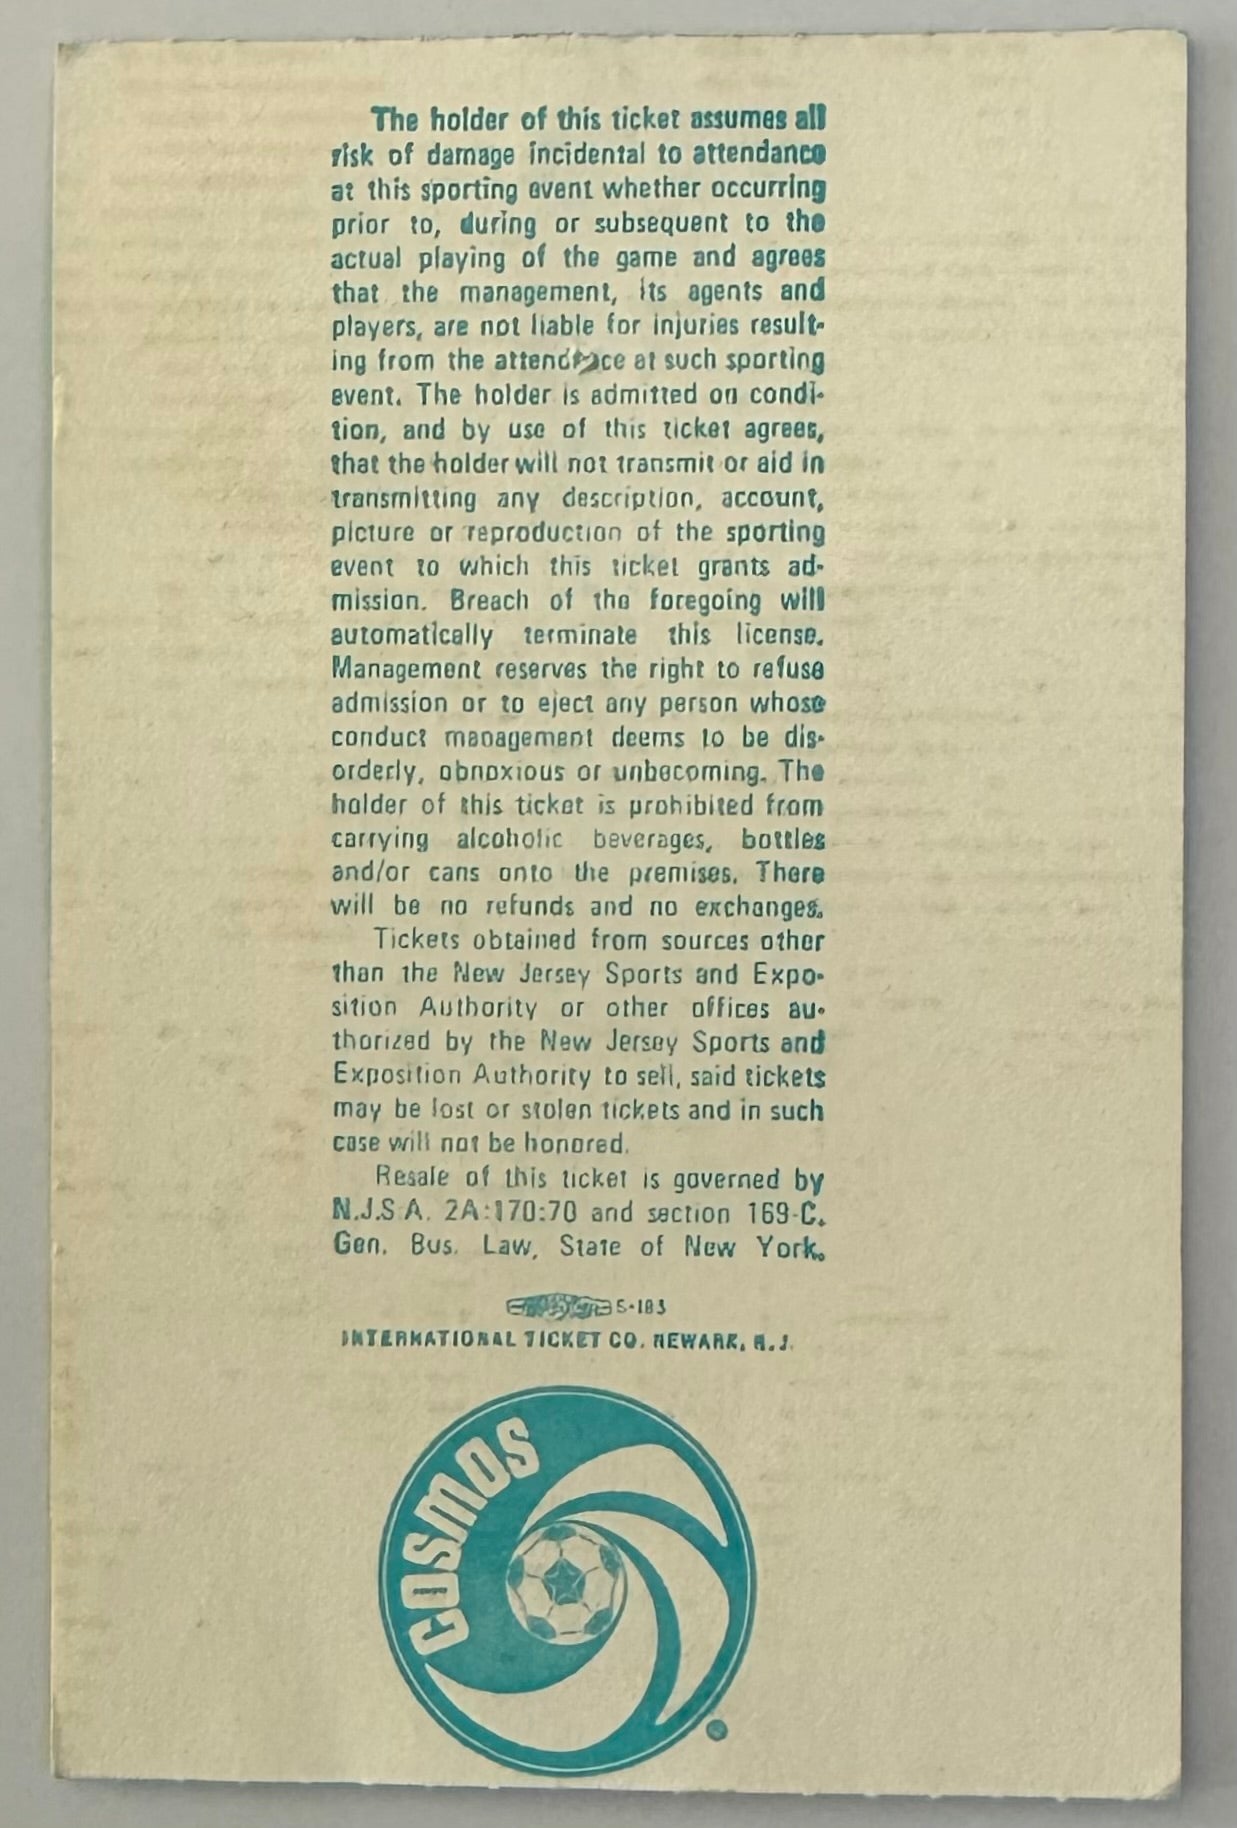 The holder of this ticket assumes all
risk of damage incidental to attendance
at this sporting event whether occurring
prior to, during or subsequent to the
actual playing of the game and agrees
that the management, its agents and
players, are not liable for injuries result-
ing from the attendance at such sporting
event. The holder is admitted on condi-
tion, and by use of this ticket agrees,
that the holder will not transmit or aid in
transmitting any description, account,
picture or reproduction of the sporting
event to which this ticket grants ad-
mission. Breach of the foregoing will
automatically terminate this license.
Management reserves the right to refuse
admission or to eject any person whose
conduct management deems to be dis-
orderly, obnoxious or unbecoming. The
holder of this ticket is prohibited from
carrying alcoholic beverages, bottles
and/or cans onto the premises. There
will be no refunds and no exchanges.
Tickets obtained from sources other
than the New Jersey Sports and Expo-
sition Authority or other offices au-
thorized by the New Jersey Sports and
Exposition Authority to sell, said tickets
may be lost or stolen tickets and in such
case will not be honored.
Resale of this ticket is governed by
N.J.S.A. 2A:170:70 and section 169-C.
Gen. Bus. Law, State of New York.
5-183
INTERNATIONAL TICKET CO. NEWARK, N.J.
COSMOS